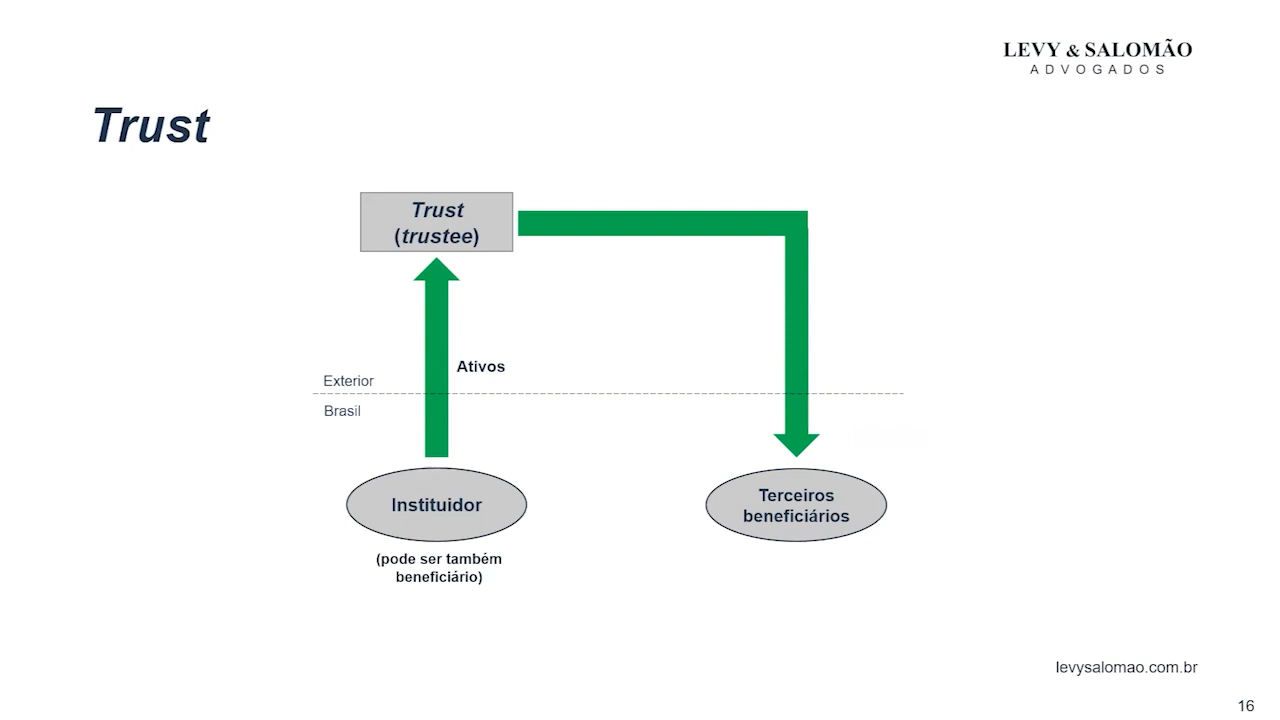 LEVY & SALOMÃO
ADVOGADOS
Trust
Trust
(trustee)
Ativos
Exterior
Brasil
Instituidor
Terceiros
beneficiários
(pode ser também
beneficiário)
levysalomao.com.br
16